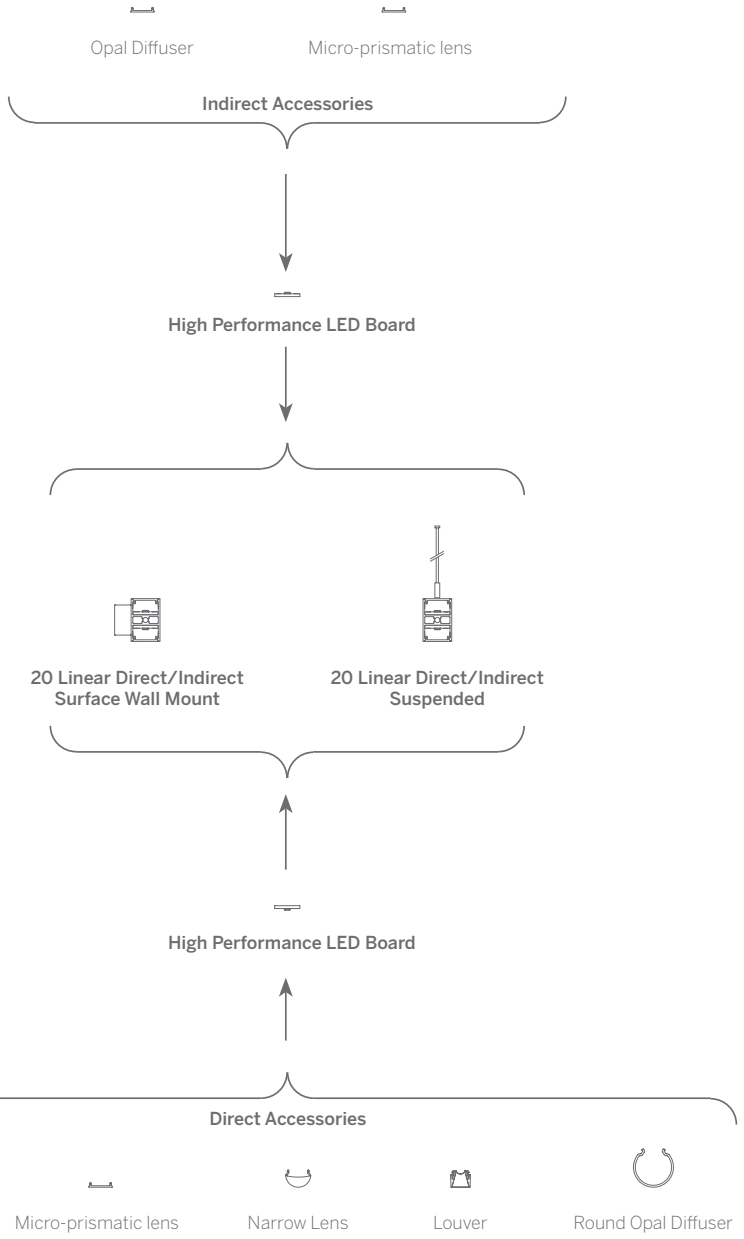 Opal Diffuser
Micro-prismatic lens
Indirect Accessories
High Performance LED Board
20 Linear Direct/Indirect
Surface Wall Mount
20 Linear Direct/Indirect
Suspended
High Performance LED Board
Direct Accessories
Micro-prismatic lens
Narrow Lens
Louver
Round Opal Diffuser